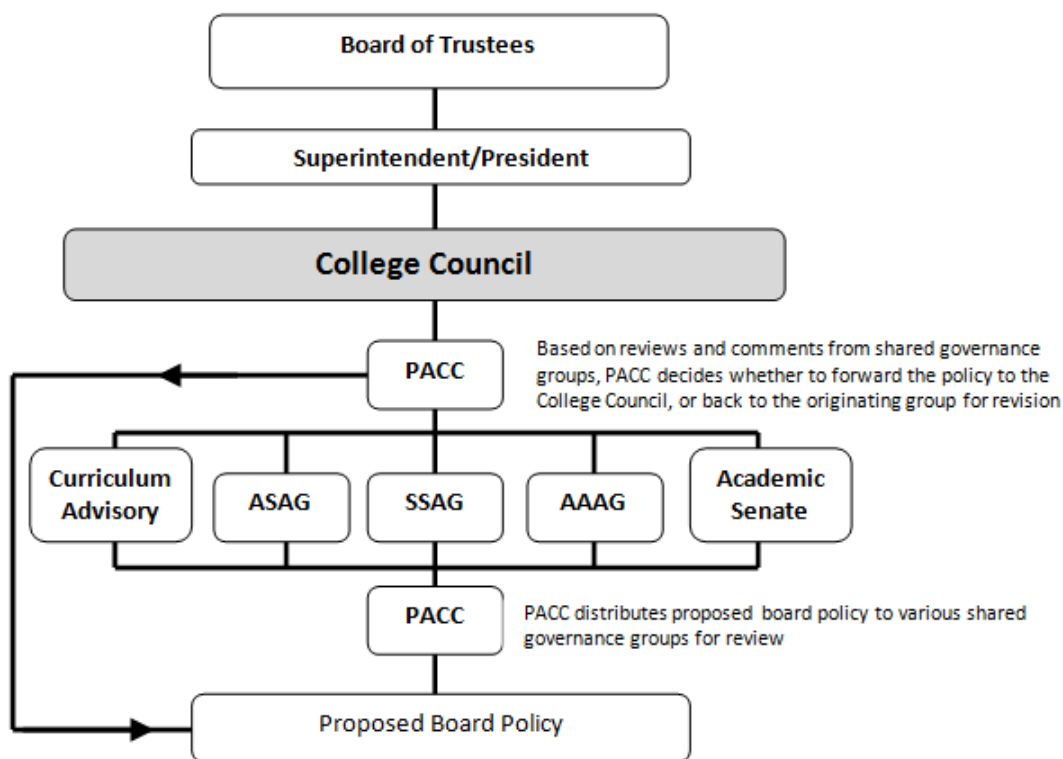 Board of Trustees
Superintendent/President
College Council
PACC
Based on reviews and comments from shared governance
groups, PACC decides whether to forward the policy to the
College Council, or back to the originating group for revision
Curriculum
Advisory
ASAG
SSAG
AAAG
Academic
Senate
PACC
PACC distributes proposed board policy to various shared
governance groups for review
Proposed Board Policy